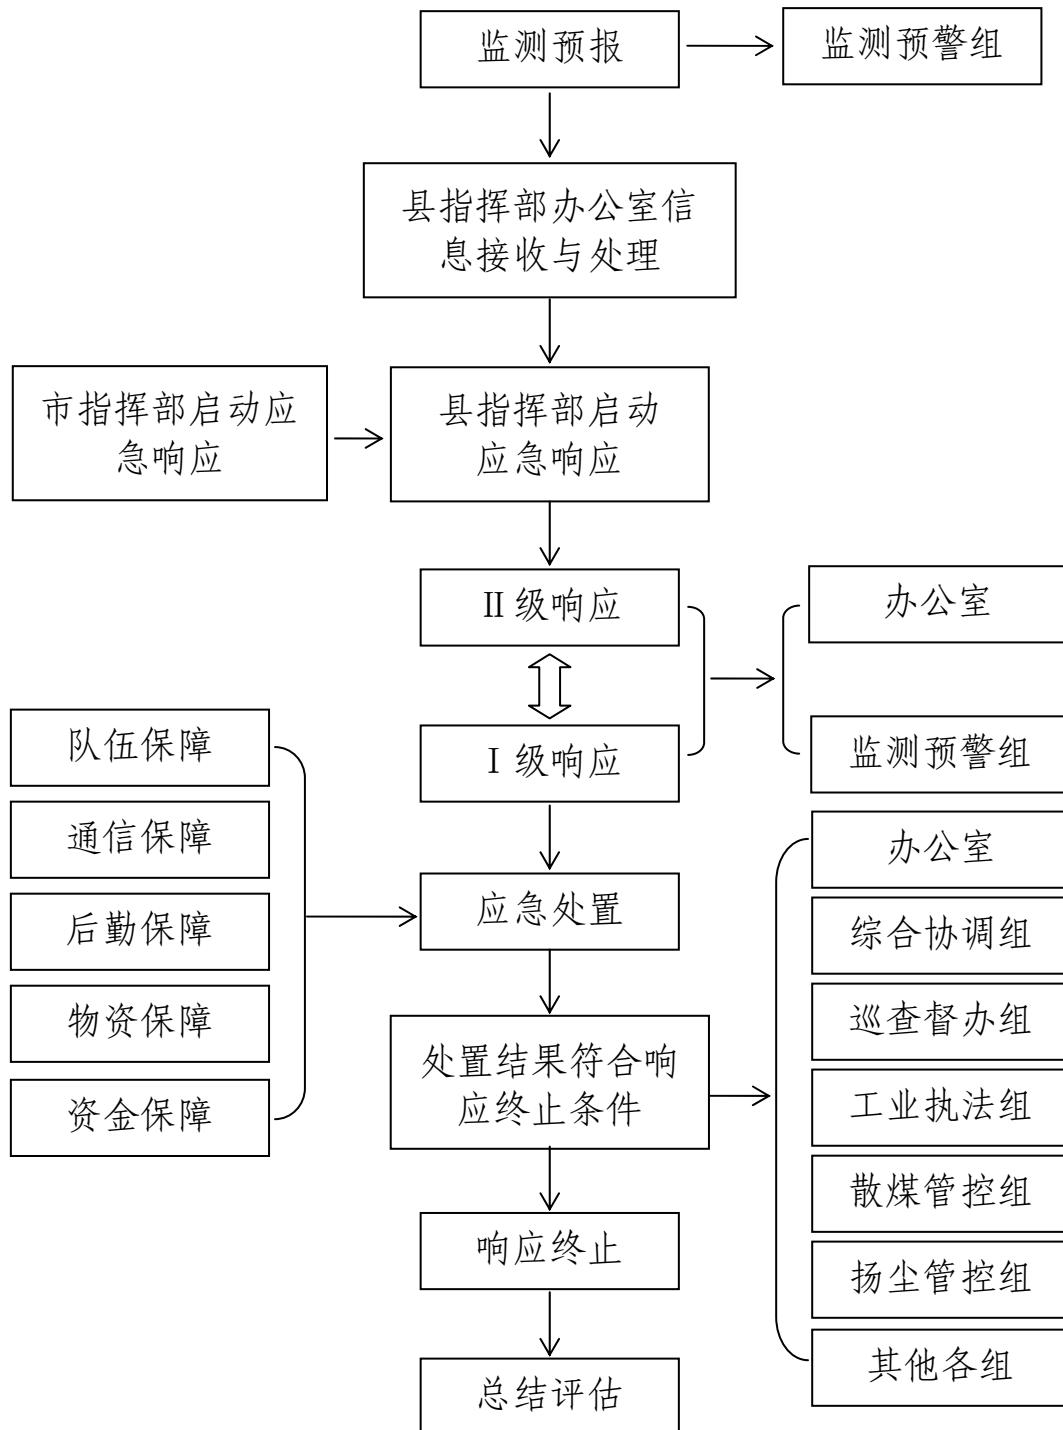 监测预报
监测预警组
县指挥部办公室信
息接收与处理
市指挥部启动应
急响应
县指挥部启动
应急响应
Ⅱ级响应
办公室
Ⅰ级响应
监测预警组
队伍保障
通信保障
后勤保障
物资保障
资金保障
应急处置
处置结果符合响
应终止条件
办公室
综合协调组
巡查督办组
工业执法组
散煤管控组
扬尘管控组
其他各组
响应终止
总结评估